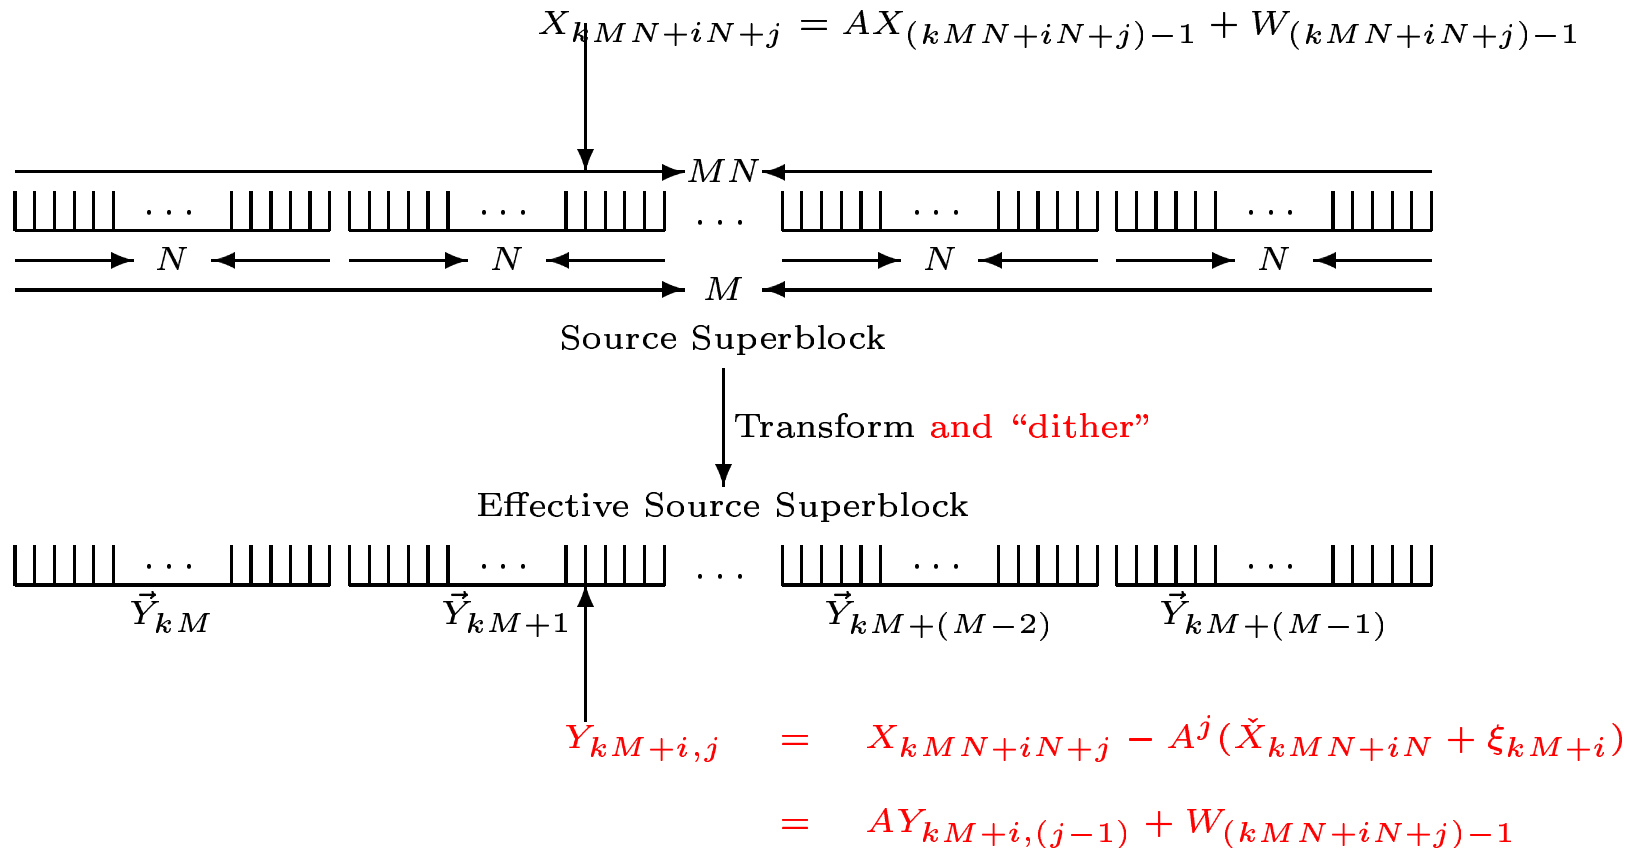 X_{kMN+iN+j} = AX_{(kMN+iN+j)-1} + W_{(kMN+iN+j)-1}
MN
··· ··· ... ··· ···
N N N N
M
Source Superblock
Transform and “dither”
Effective Source Superblock
··· ··· ... ··· ···
\vec{Y}_{kM} \vec{Y}_{kM+1} \vec{Y}_{kM+(M-2)} \vec{Y}_{kM+(M-1)}
Y_{kM+i,j} = X_{kMN+iN+j} − A^j(\check{X}_{kMN+iN} + ξ_{kM+i})
= AY_{kM+i,(j-1)} + W_{(kMN+iN+j)-1}